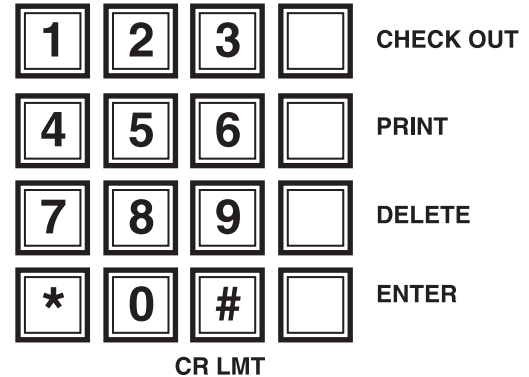 1 2 3 CHECK OUT
4 5 6 PRINT
7 8 9 DELETE
* 0 # ENTER
CR LMT